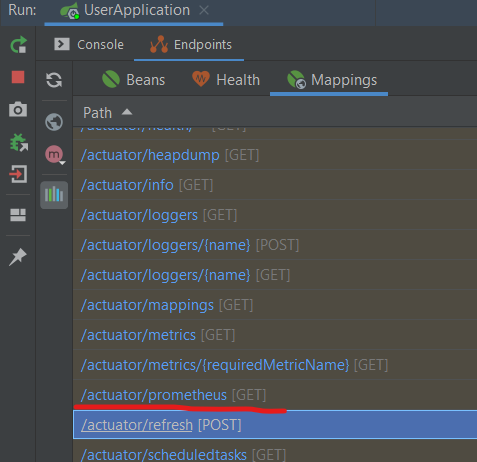 Run: UserApplication ×
Console Endpoints
Beans Health Mappings
Path
/actuator/health/** [GET]
/actuator/heapdump [GET]
/actuator/info [GET]
/actuator/loggers [GET]
/actuator/loggers/{name} [POST]
/actuator/loggers/{name} [GET]
/actuator/mappings [GET]
/actuator/metrics [GET]
/actuator/metrics/{requiredMetricName} [GET]
/actuator/prometheus [GET]
/actuator/refresh [POST]
/actuator/scheduledtasks [GET]